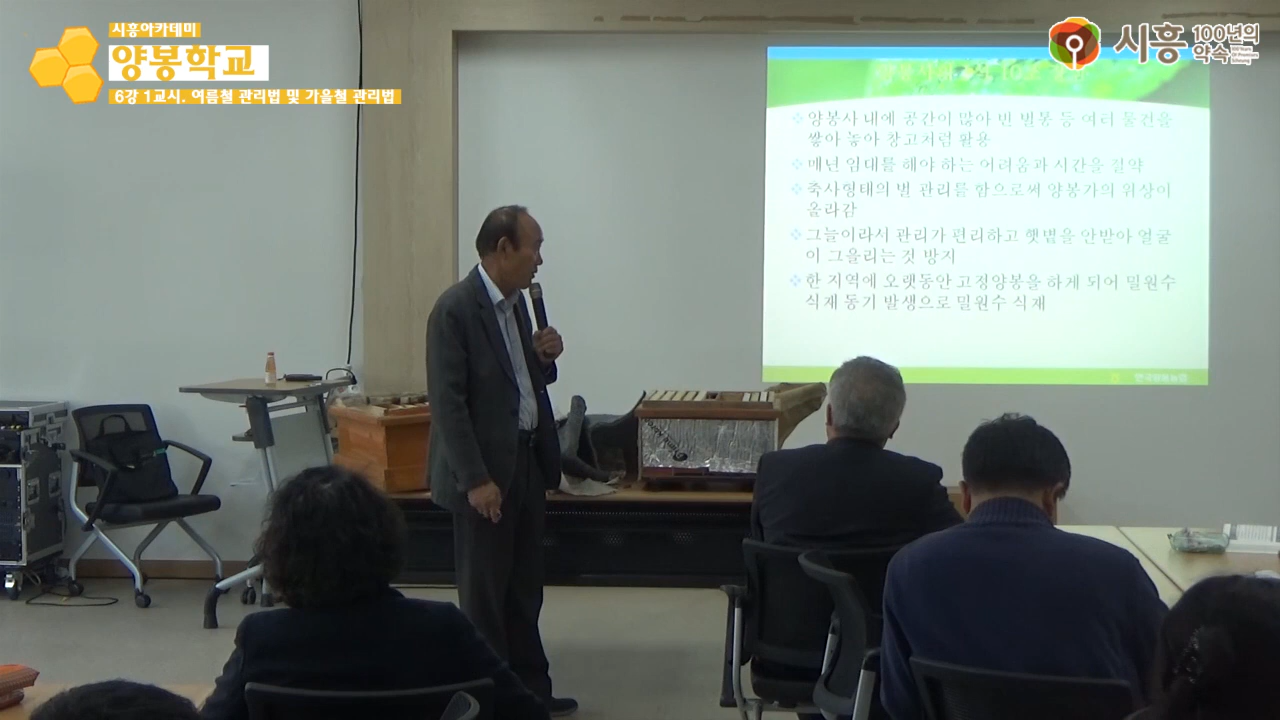 시흥아카데미
양봉학교
6강 1교시. 여름철 관리법 및 가을철 관리법
시흥
100년의
약속
양봉사 내에 공간이 많아 빈 벌통 등 여러 물건을
쌓아 놓아 창고처럼 활용
매년 임대를 해야 하는 어려움과 시간을 절약
축사형태의 벌 관리를 함으로써 양봉가의 위상이
올라감
그늘이라서 관리가 편리하고 햇볕을 안받아 얼굴
이 그을리는 것 방지
한 지역에 오랫동안 고정양봉을 하게 되어 밀원수
식재 동기 발생으로 밀원수 식재